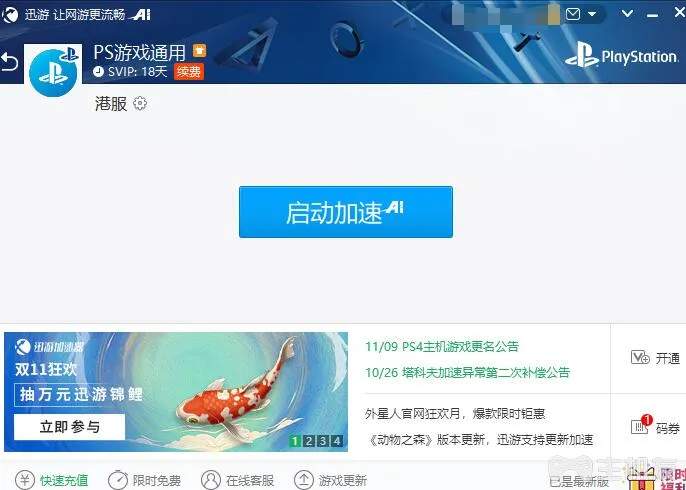 迅游 让网游更流畅 Ai
PS游戏通用
SVIP: 18天 续费
PlayStation
港服
启动加速Ai
迅游加速器
双11狂欢
抽万元迅游锦鲤
立即参与
1 2 3 4
11/09 PS4主机游戏更名公告
10/26 塔科夫加速异常第二次补偿公告
外星人官网狂欢月，爆款限时钜惠
《动物之森》版本更新，迅游支持更新加速
开通
1
码券
快速充值
限时免费
在线客服
游戏更新
已是最新版
限时
福利